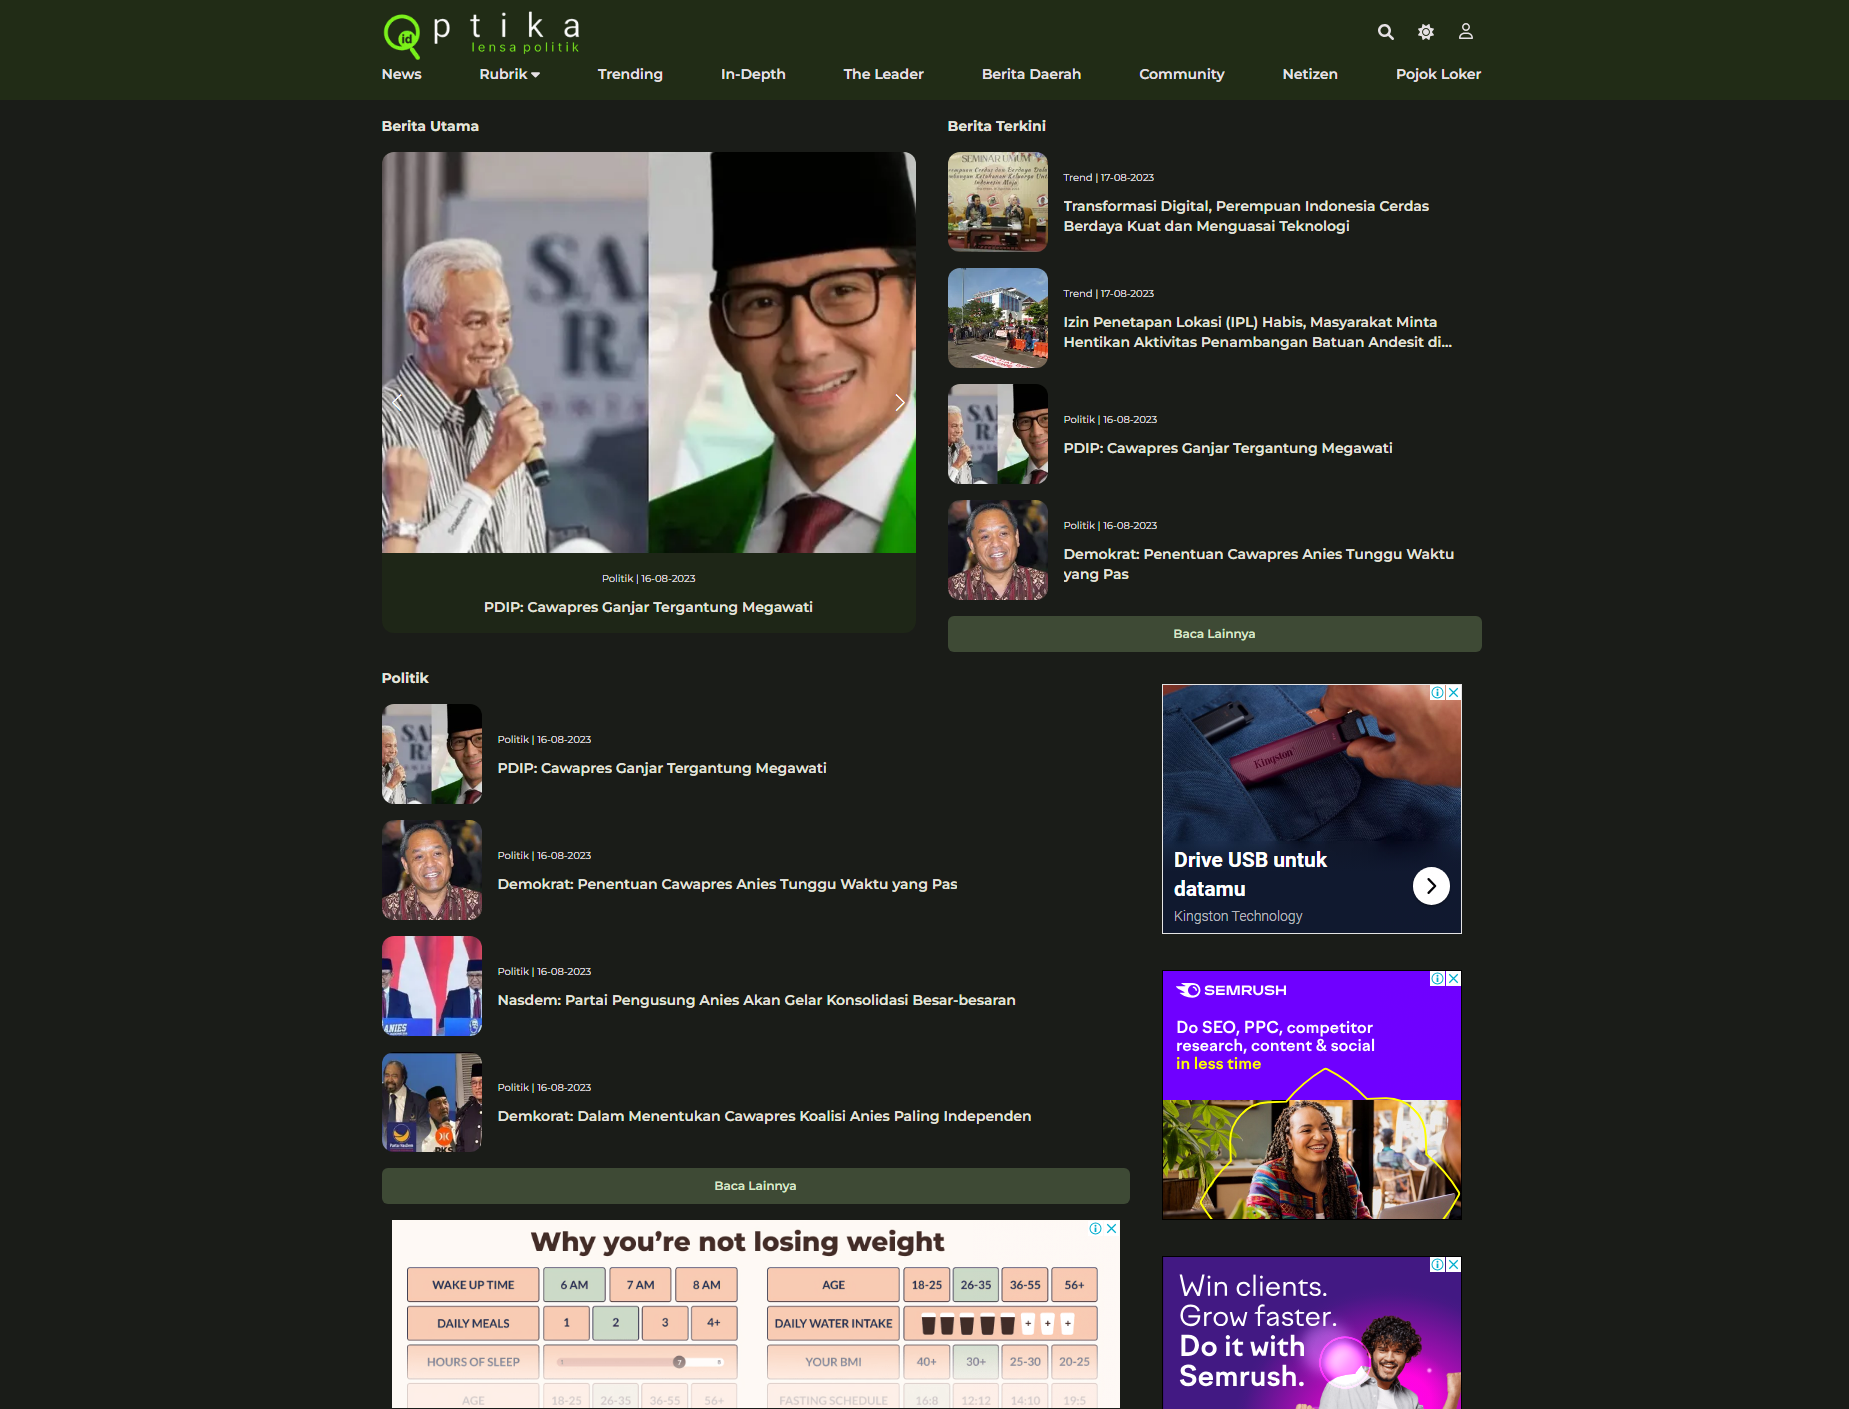 Optika
id
lensa politik
News
Rubrik
Trending
In-Depth
The Leader
Berita Daerah
Community
Netizen
Pojok Loker
Berita Utama
Politik | 16-08-2023
PDIP: Cawapres Ganjar Tergantung Megawati
Berita Terkini
SEMINAR UMUM
Trend | 17-08-2023
Transformasi Digital, Perempuan Indonesia Cerdas
Berdaya Kuat dan Menguasai Teknologi
Trend | 17-08-2023
Izin Penetapan Lokasi (IPL) Habis, Masyarakat Minta
Hentikan Aktivitas Penambangan Batuan Andesit di...
Politik | 16-08-2023
PDIP: Cawapres Ganjar Tergantung Megawati
Politik | 16-08-2023
Demokrat: Penentuan Cawapres Anies Tunggu Waktu
yang Pas
Baca Lainnya
Politik
Politik | 16-08-2023
PDIP: Cawapres Ganjar Tergantung Megawati
Politik | 16-08-2023
Demokrat: Penentuan Cawapres Anies Tunggu Waktu yang Pas
ANIES
Politik | 16-08-2023
Nasdem: Partai Pengusung Anies Akan Gelar Konsolidasi Besar-besaran
Politik | 16-08-2023
Demkorat: Dalam Menentukan Cawapres Koalisi Anies Paling Independen
Baca Lainnya
Kingston
Drive USB untuk
datamu
Kingston Technology
SEMRUSH
Do SEO, PPC, competitor
research, content & social
in less time
Win clients.
Grow faster.
Do it with
Semrush.
Why you're not losing weight
WAKE UP TIME 6 AM 7 AM 8 AM
DAILY MEALS 1 2 3 4+
HOURS OF SLEEP 7
AGE 18-25 26-35 36-55 56+
AGE 18-25 26-35 36-55 56+
DAILY WATER INTAKE + + +
YOUR BMI 40+ 30+ 25-30 20-25
FASTING SCHEDULE 16:8 12:12 14:10 19:5